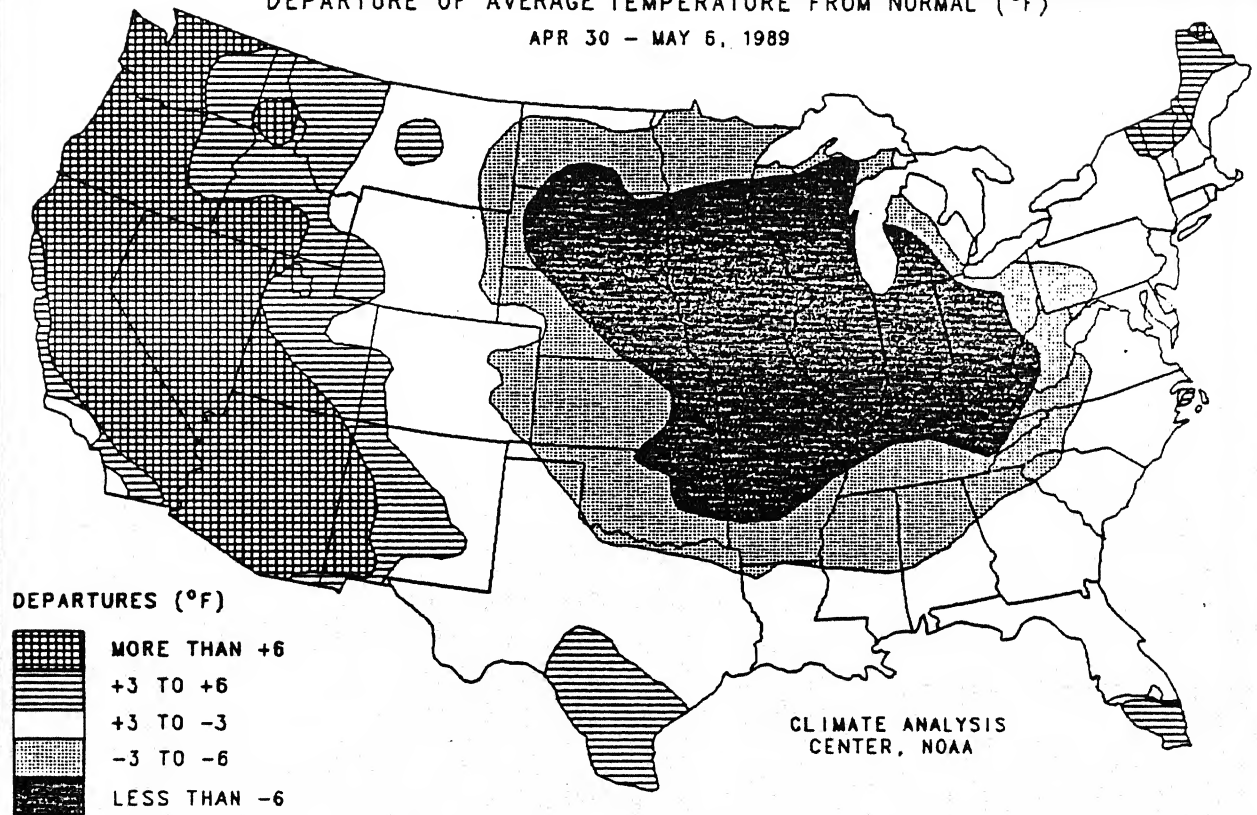 DEPARTURE OF AVERAGE TEMPERATURE FROM NORMAL (°F)
APR 30 – MAY 6, 1989
DEPARTURES (°F)
MORE THAN +6
+3 TO +6
+3 TO -3
-3 TO -6
LESS THAN -6
CLIMATE ANALYSIS
CENTER, NOAA